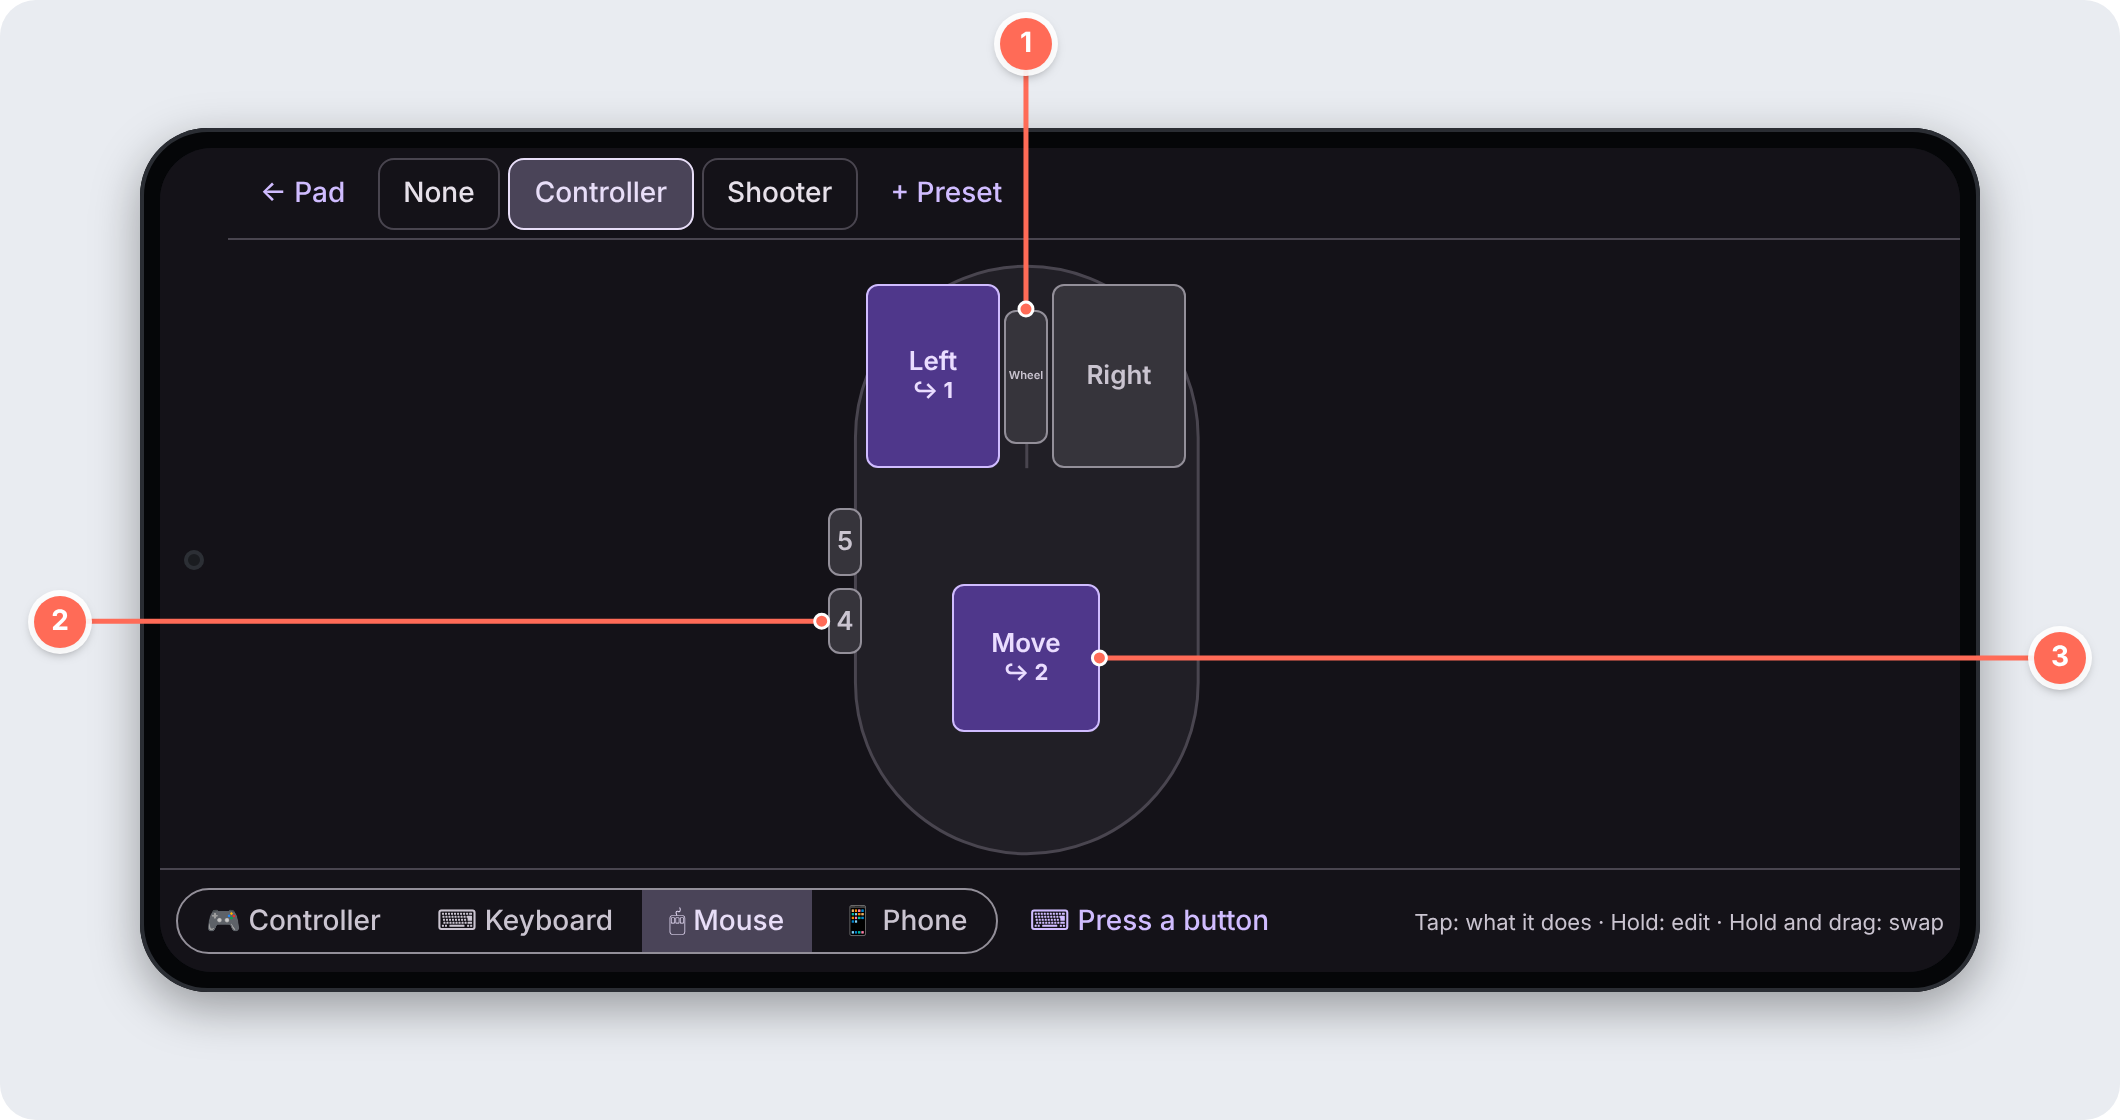 1
← Pad None Controller Shooter + Preset
Left
↪ 1
Wheel
Right
5
2
4
Move
↪ 2
3
🎮 Controller ⌨ Keyboard 🖱 Mouse 📱 Phone ⌨ Press a button Tap: what it does · Hold: edit · Hold and drag: swap